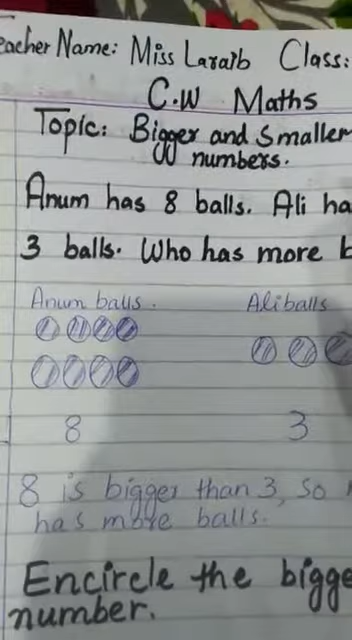 Teacher Name: Miss Laraib Class:
C.W Maths
Topic: Bigger and Smaller
numbers.
Anum has 8 balls. Ali ha
3 balls. Who has more b
Anum balls. Ali balls
8 3
8 is bigger than 3, so
has more balls.
Encircle the bigge
number.